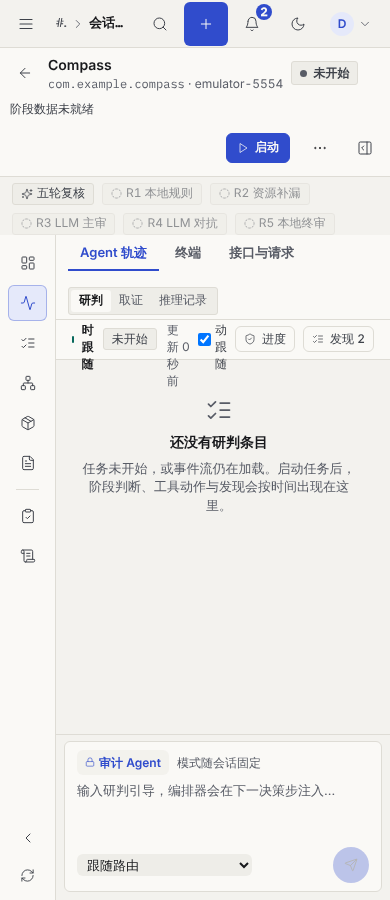 #. 会话... 2 D
Compass
com.example.compass · emulator-5554 未开始
阶段数据未就绪
启动
五轮复核 R1 本地规则 R2 资源补漏
R3 LLM 主审 R4 LLM 对抗 R5 本地终审
Agent 轨迹 终端 接口与请求
研判 取证 推理记录
时跟随 未开始 更新 0 秒前 动跟随 进度 发现 2
还没有研判条目
任务未开始，或事件流仍在加载。启动任务后，
阶段判断、工具动作与发现会按时间出现在这
里。
审计 Agent 模式随会话固定
输入研判引导，编排器会在下一决策步注入...
跟随路由